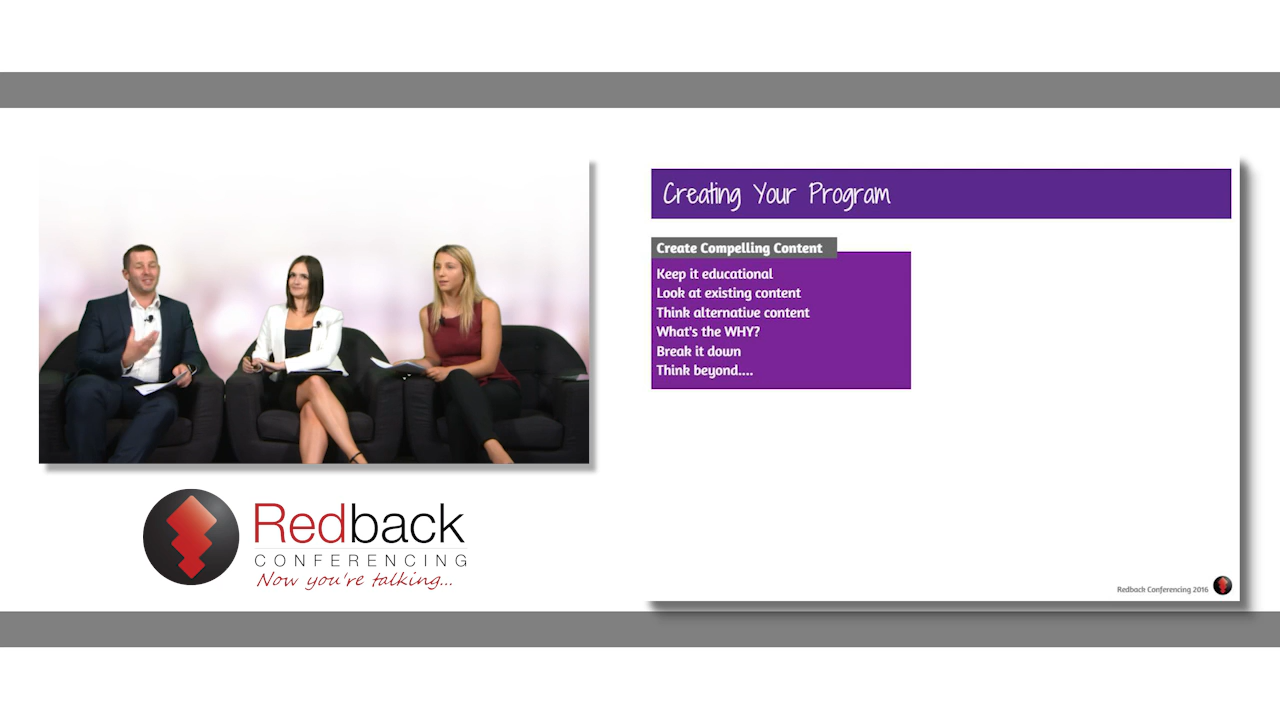 Creating Your Program
Create Compelling Content
Keep it educational
Look at existing content
Think alternative content
What's the WHY?
Break it down
Think beyond....
Redback
CONFERENCING
Now you're talking...
Redback Conferencing 2016